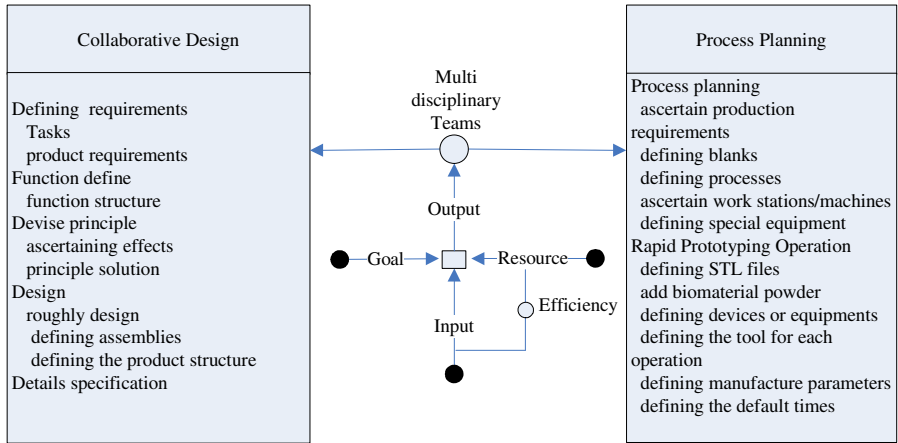 Collaborative Design
Defining requirements
Tasks
product requirements
Function define
function structure
Devise principle
ascertaining effects
principle solution
Design
roughly design
defining assemblies
defining the product structure
Details specification
Multi
disciplinary
Teams
Output
Goal
Resource
Efficiency
Input
Process Planning
Process planning
ascertain production
requirements
defining blanks
defining processes
ascertain work stations/machines
defining special equipment
Rapid Prototyping Operation
defining STL files
add biomaterial powder
defining devices or equipments
defining the tool for each
operation
defining manufacture parameters
defining the default times